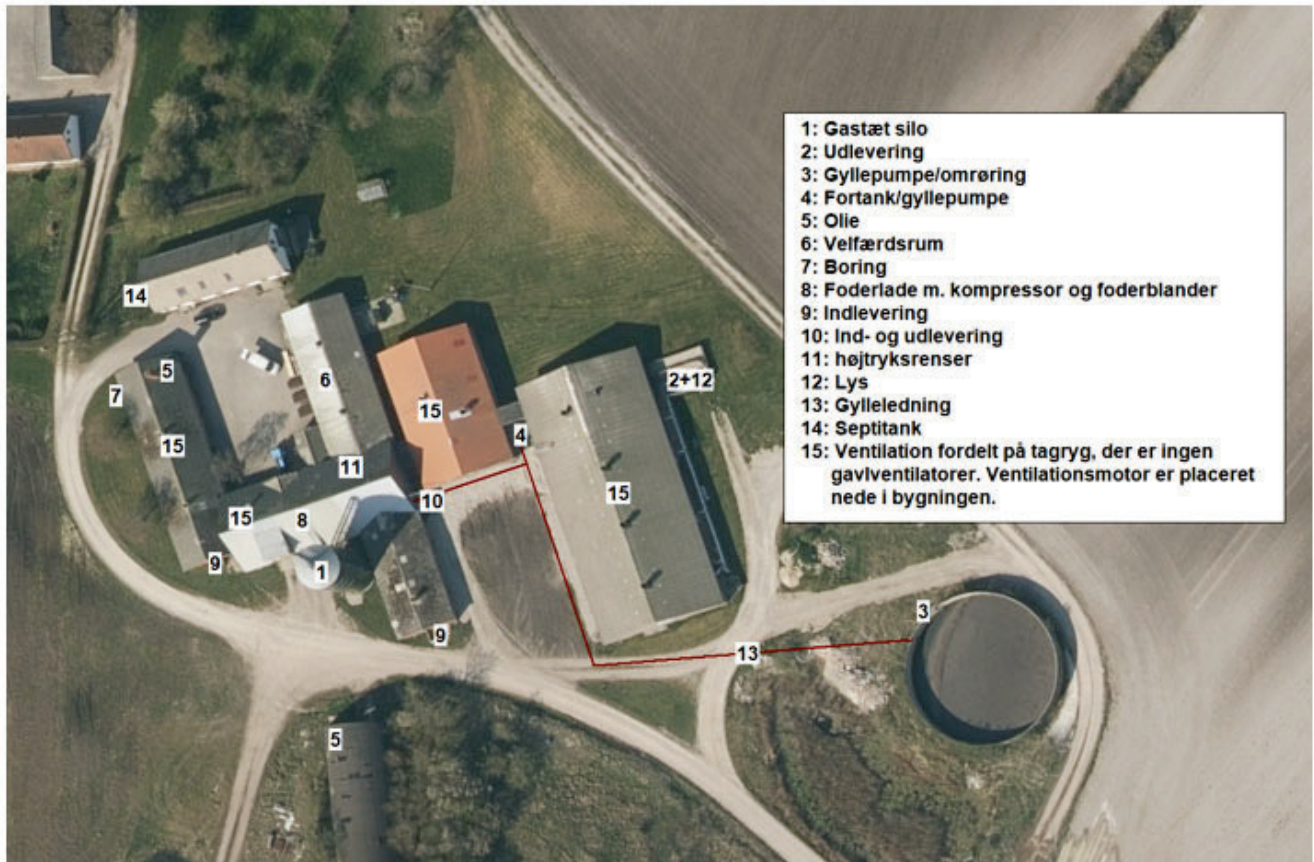 1: Gastæt silo
2: Udlevering
3: Gyllepumpe/omrøring
4: Fortank/gyllepumpe
5: Olie
6: Velfærdsrum
7: Boring
8: Foderlade m. kompressor og foderblander
9: Indlevering
10: Ind- og udlevering
11: højtryksrenser
12: Lys
13: Gylleledning
14: Septitank
15: Ventilation fordelt på tagryg, der er ingen
gavlventilatorer. Ventilationsmotor er placeret
nede i bygningen.
14
5
7
6
2+12
15
15
4
11
10
15
15
8
9
1
9
3
13
5